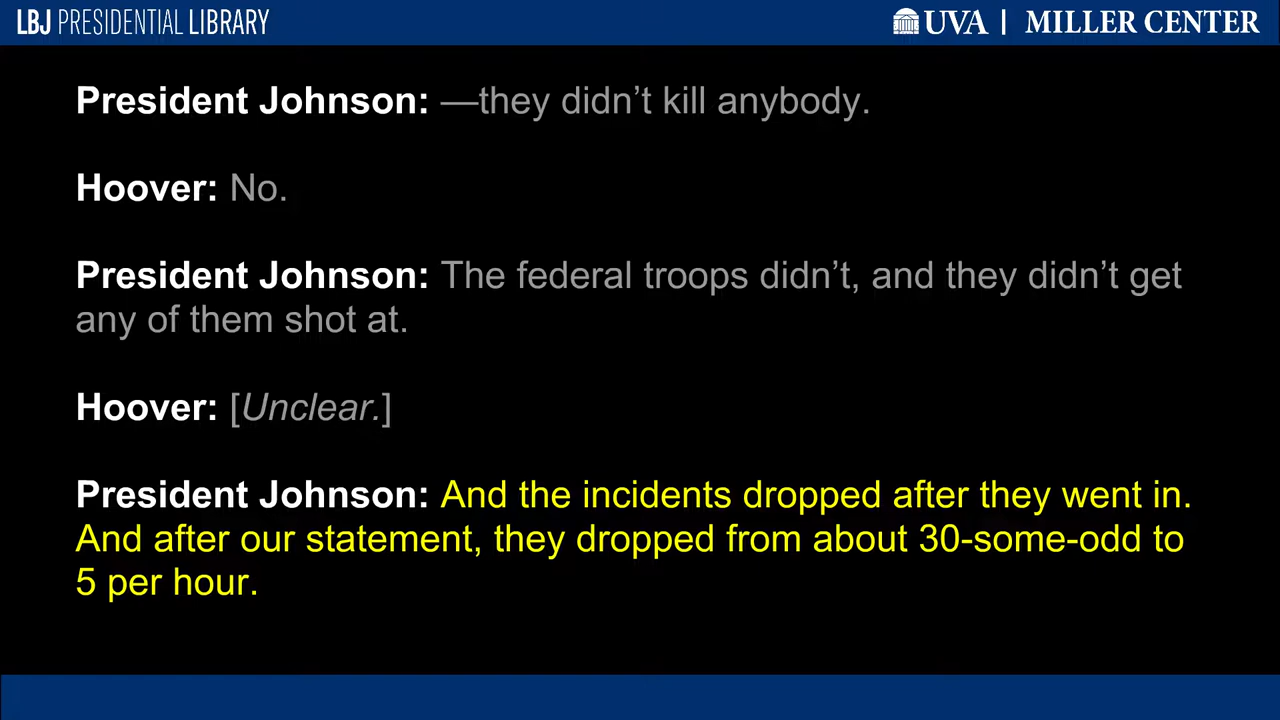 LBJ PRESIDENTIAL LIBRARY
UVA | MILLER CENTER
President Johnson: —they didn’t kill anybody.
Hoover: No.
President Johnson: The federal troops didn’t, and they didn’t get
any of them shot at.
Hoover: [Unclear.]
President Johnson: And the incidents dropped after they went in.
And after our statement, they dropped from about 30-some-odd to
5 per hour.